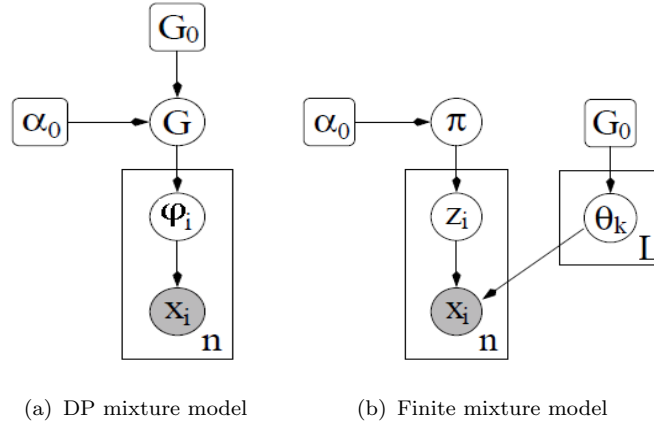 G₀
α₀ G
φᵢ
xᵢ
n
α₀ π G₀
zᵢ θₖ
L
xᵢ
n
(a) DP mixture model (b) Finite mixture model